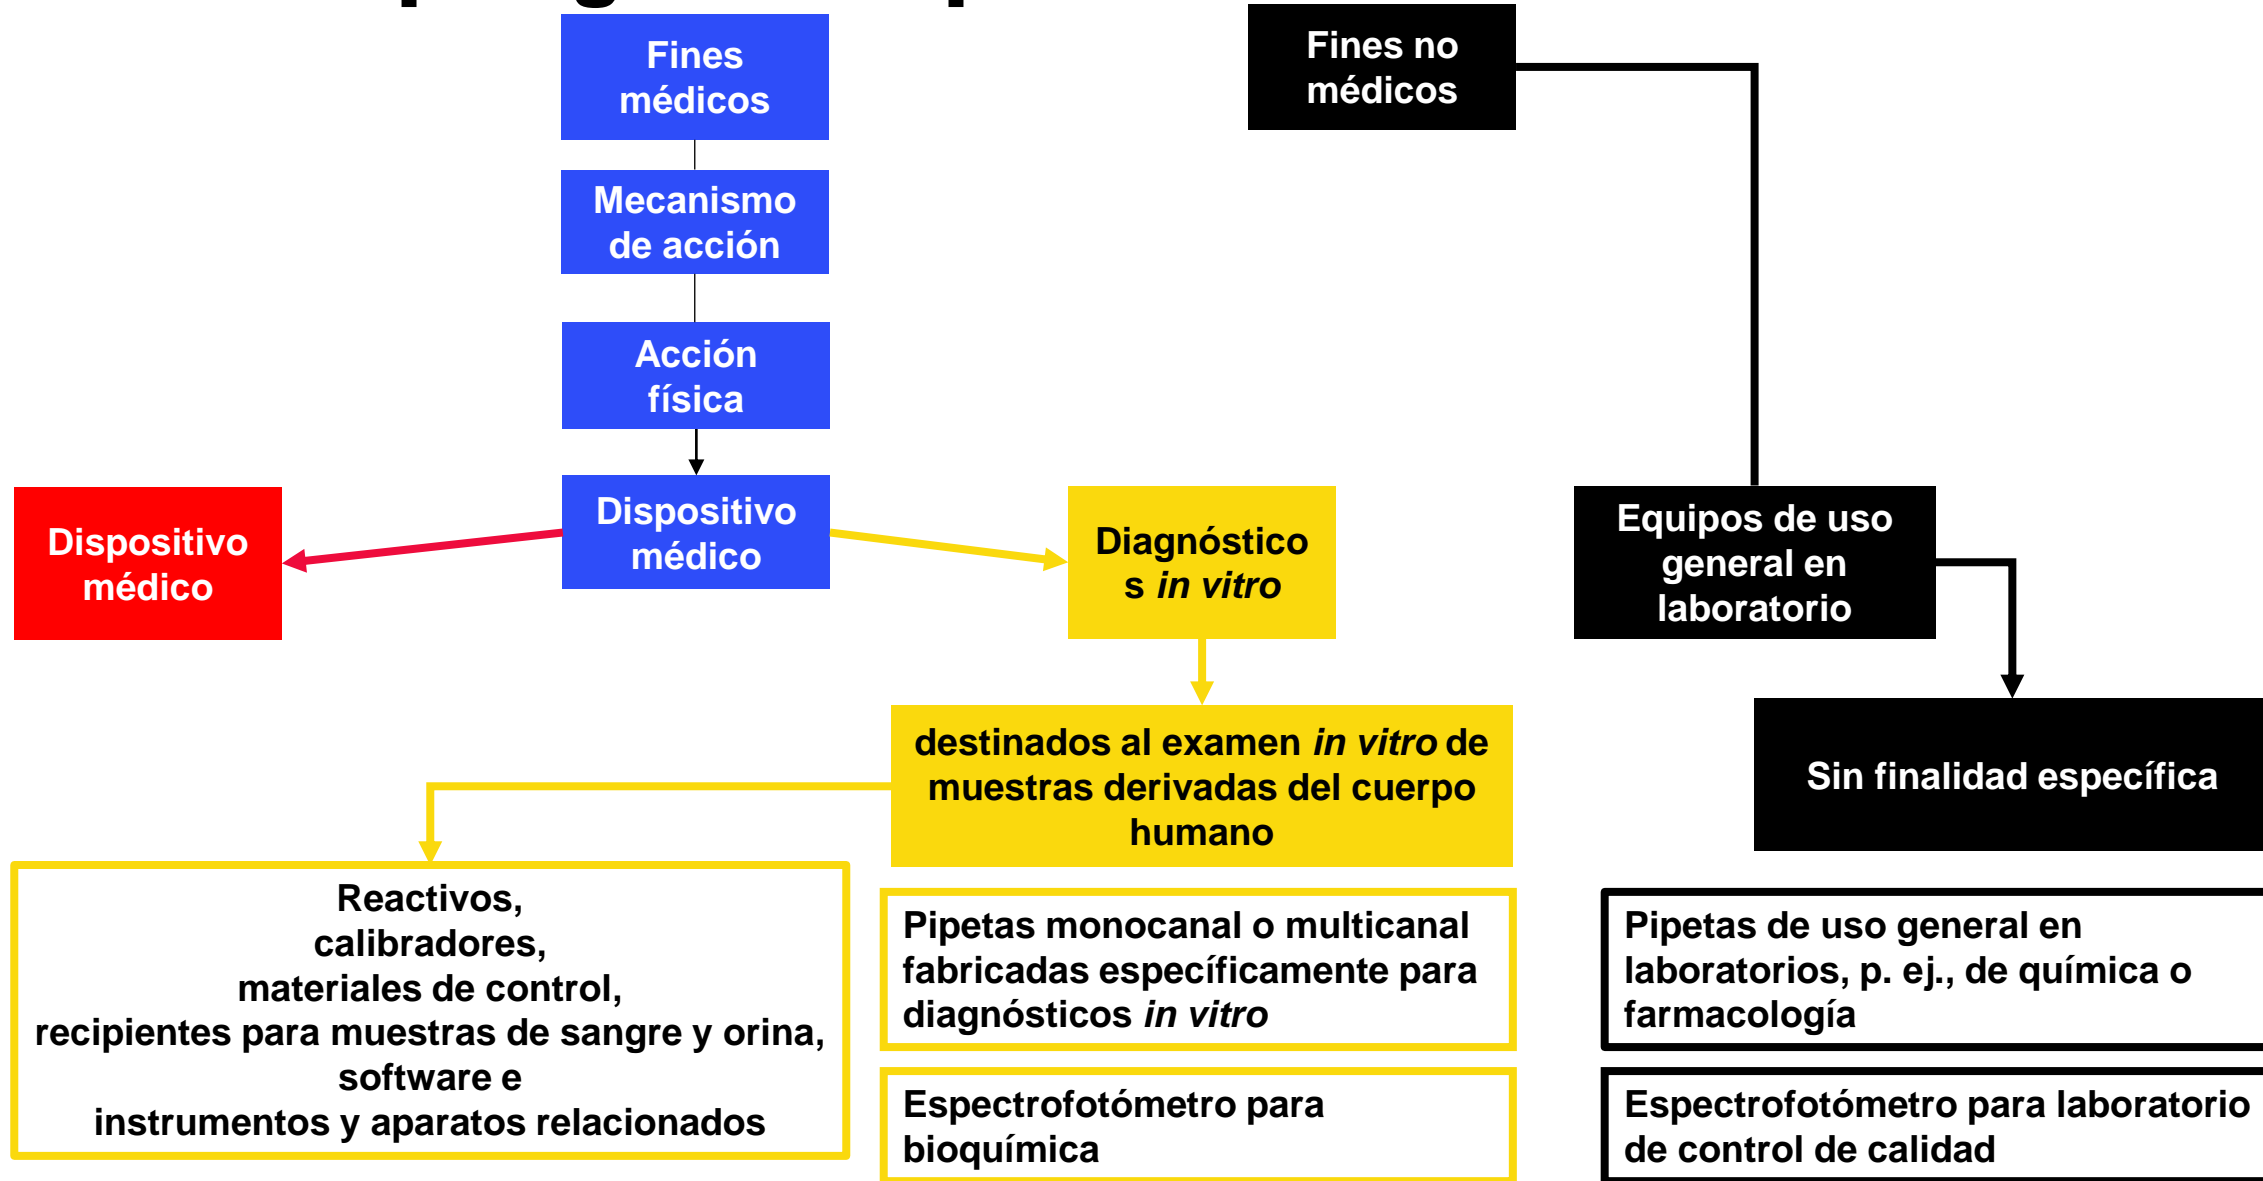 Fines
médicos
Fines no
médicos
Mecanismo
de acción
Acción
física
Dispositivo
médico
Dispositivo
médico
Diagnóstico
s in vitro
Equipos de uso
general en
laboratorio
destinados al examen in vitro de
muestras derivadas del cuerpo
humano
Sin finalidad específica
Reactivos,
calibradores,
materiales de control,
recipientes para muestras de sangre y orina,
software e
instrumentos y aparatos relacionados
Pipetas monocanal o multicanal
fabricadas específicamente para
diagnósticos in vitro
Espectrofotómetro para
bioquímica
Pipetas de uso general en
laboratorios, p. ej., de química o
farmacología
Espectrofotómetro para laboratorio
de control de calidad